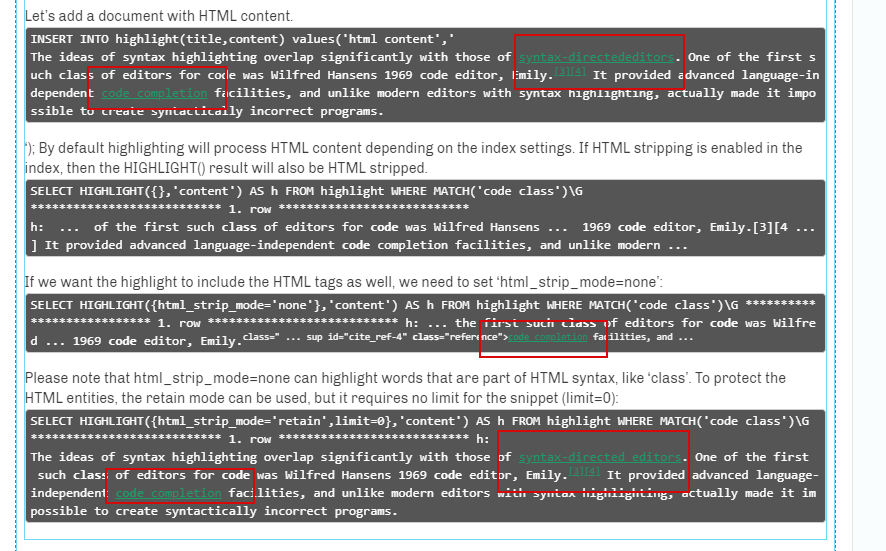 Let's add a document with HTML content.
INSERT INTO highlight(title,content) values('html content','
The ideas of syntax highlighting overlap significantly with those of syntax-directededitors. One of the first s
uch class of editors for code was Wilfred Hansens 1969 code editor, Emily.[3][4] It provided advanced language-in
dependent code completion facilities, and unlike modern editors with syntax highlighting, actually made it impo
ssible to create syntactically incorrect programs.
'); By default highlighting will process HTML content depending on the index settings. If HTML stripping is enabled in the
index, then the HIGHLIGHT() result will also be HTML stripped.
SELECT HIGHLIGHT({},'content') AS h FROM highlight WHERE MATCH('code class')\G
*************************** 1. row ***************************
h:  ...  of the first such class of editors for code was Wilfred Hansens ...  1969 code editor, Emily.[3][4 ...
] It provided advanced language-independent code completion facilities, and unlike modern ...
If we want the highlight to include the HTML tags as well, we need to set 'html_strip_mode=none':
SELECT HIGHLIGHT({html_strip_mode='none'},'content') AS h FROM highlight WHERE MATCH('code class')\G **********
***************** 1. row *************************** h: ... the first such class of editors for code was Wilfre
d ... 1969 code editor, Emily.class=" ... sup id="cite_ref-4" class="reference">code completion facilities, and ...
Please note that html_strip_mode=none can highlight words that are part of HTML syntax, like 'class'. To protect the
HTML entities, the retain mode can be used, but it requires no limit for the snippet (limit=0):
SELECT HIGHLIGHT({html_strip_mode='retain',limit=0},'content') AS h FROM highlight WHERE MATCH('code class')\G
*************************** 1. row *************************** h:
The ideas of syntax highlighting overlap significantly with those of syntax-directed editors. One of the first
such class of editors for code was Wilfred Hansens 1969 code editor, Emily.[3][4] It provided advanced language-
independent code completion facilities, and unlike modern editors with syntax highlighting, actually made it im
possible to create syntactically incorrect programs.